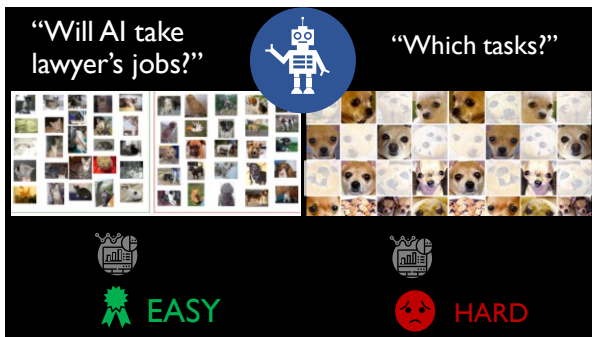 “Will AI take
lawyer’s jobs?”
“Which tasks?”
EASY
HARD